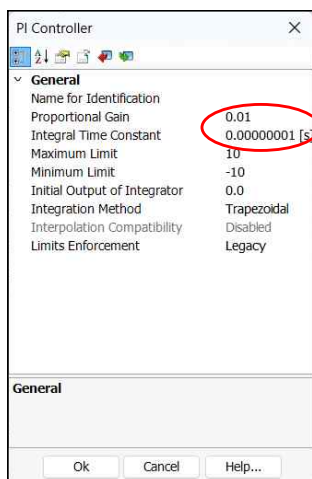 PI Controller
General
Name for Identification
Proportional Gain 0.01
Integral Time Constant 0.00000001 [s]
Maximum Limit 10
Minimum Limit -10
Initial Output of Integrator 0.0
Integration Method Trapezoidal
Interpolation Compatibility Disabled
Limits Enforcement Legacy
General
Ok Cancel Help...